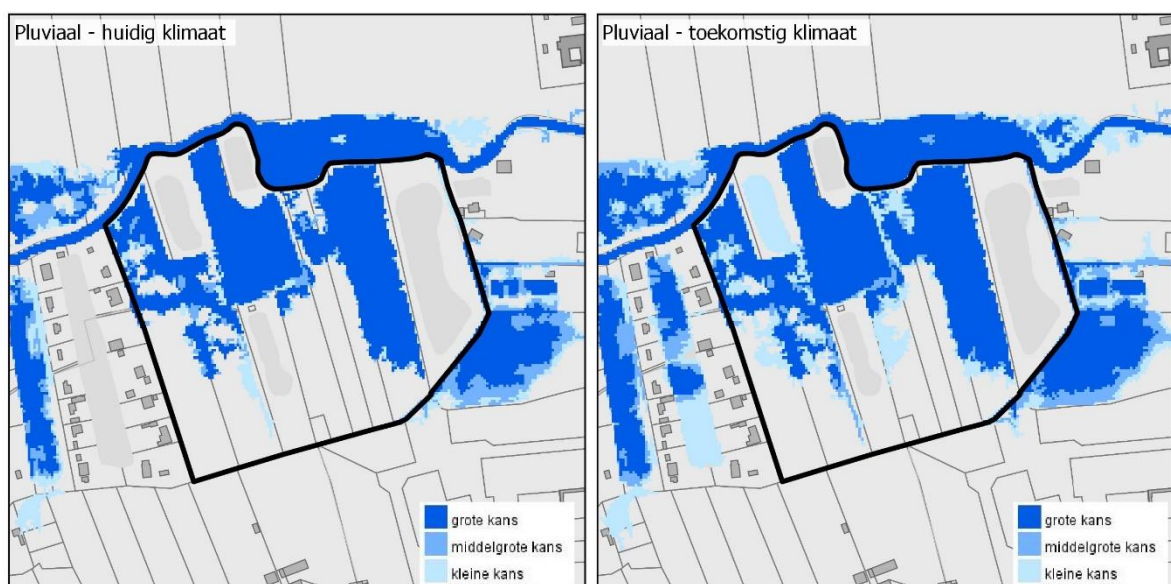 Pluviaal - huidig klimaat
grote kans
middelgrote kans
kleine kans
Pluviaal - toekomstig klimaat
grote kans
middelgrote kans
kleine kans